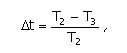 Δt = (T₂ − T₃) / T₂ ,